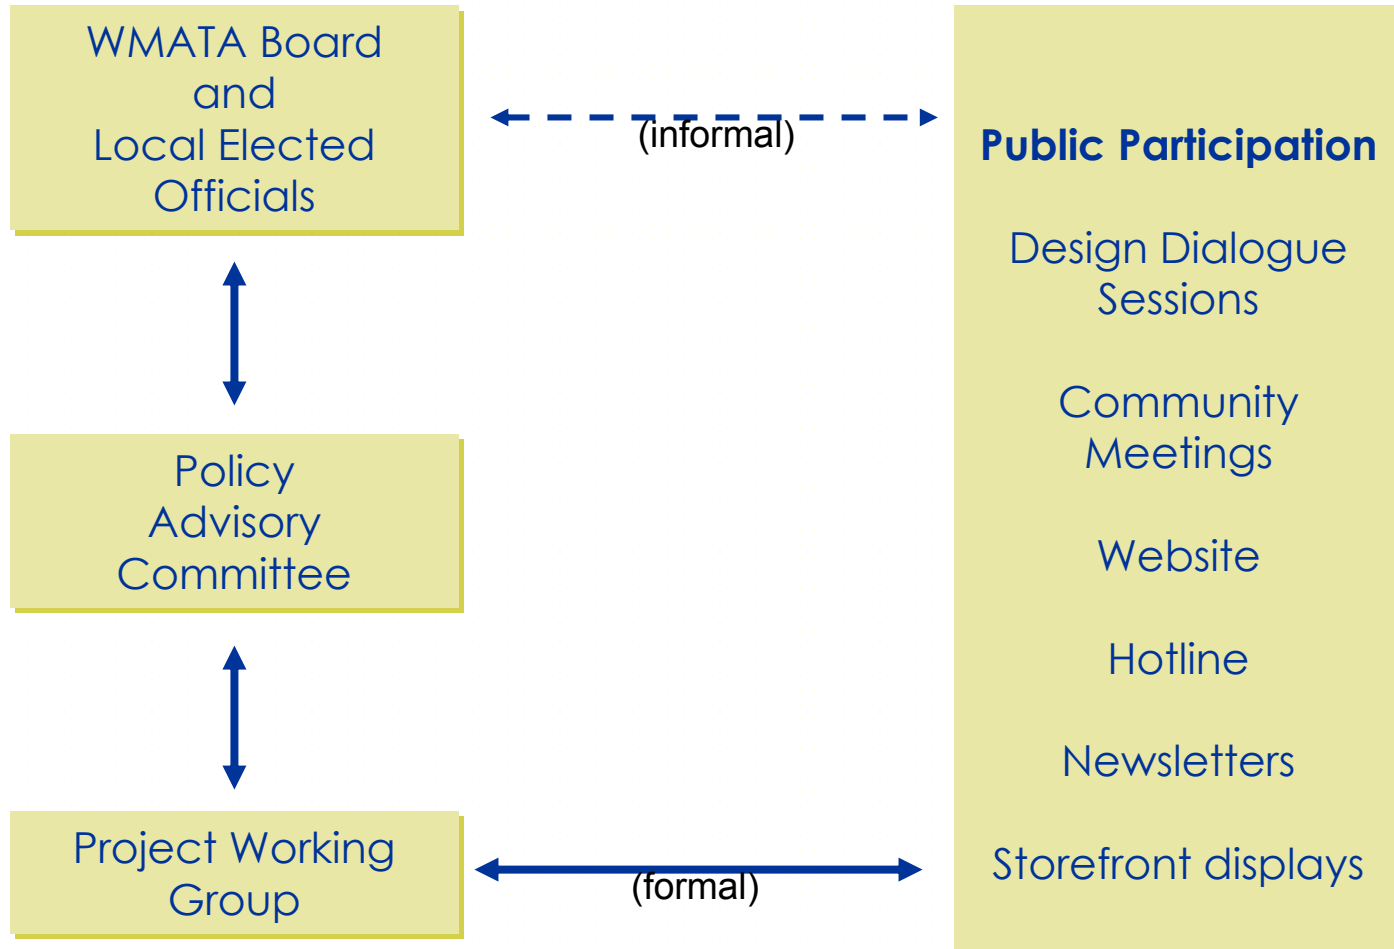 WMATA Board
and
Local Elected
Officials
(informal)
Policy
Advisory
Committee
Project Working
Group
(formal)
Public Participation
Design Dialogue
Sessions
Community
Meetings
Website
Hotline
Newsletters
Storefront displays